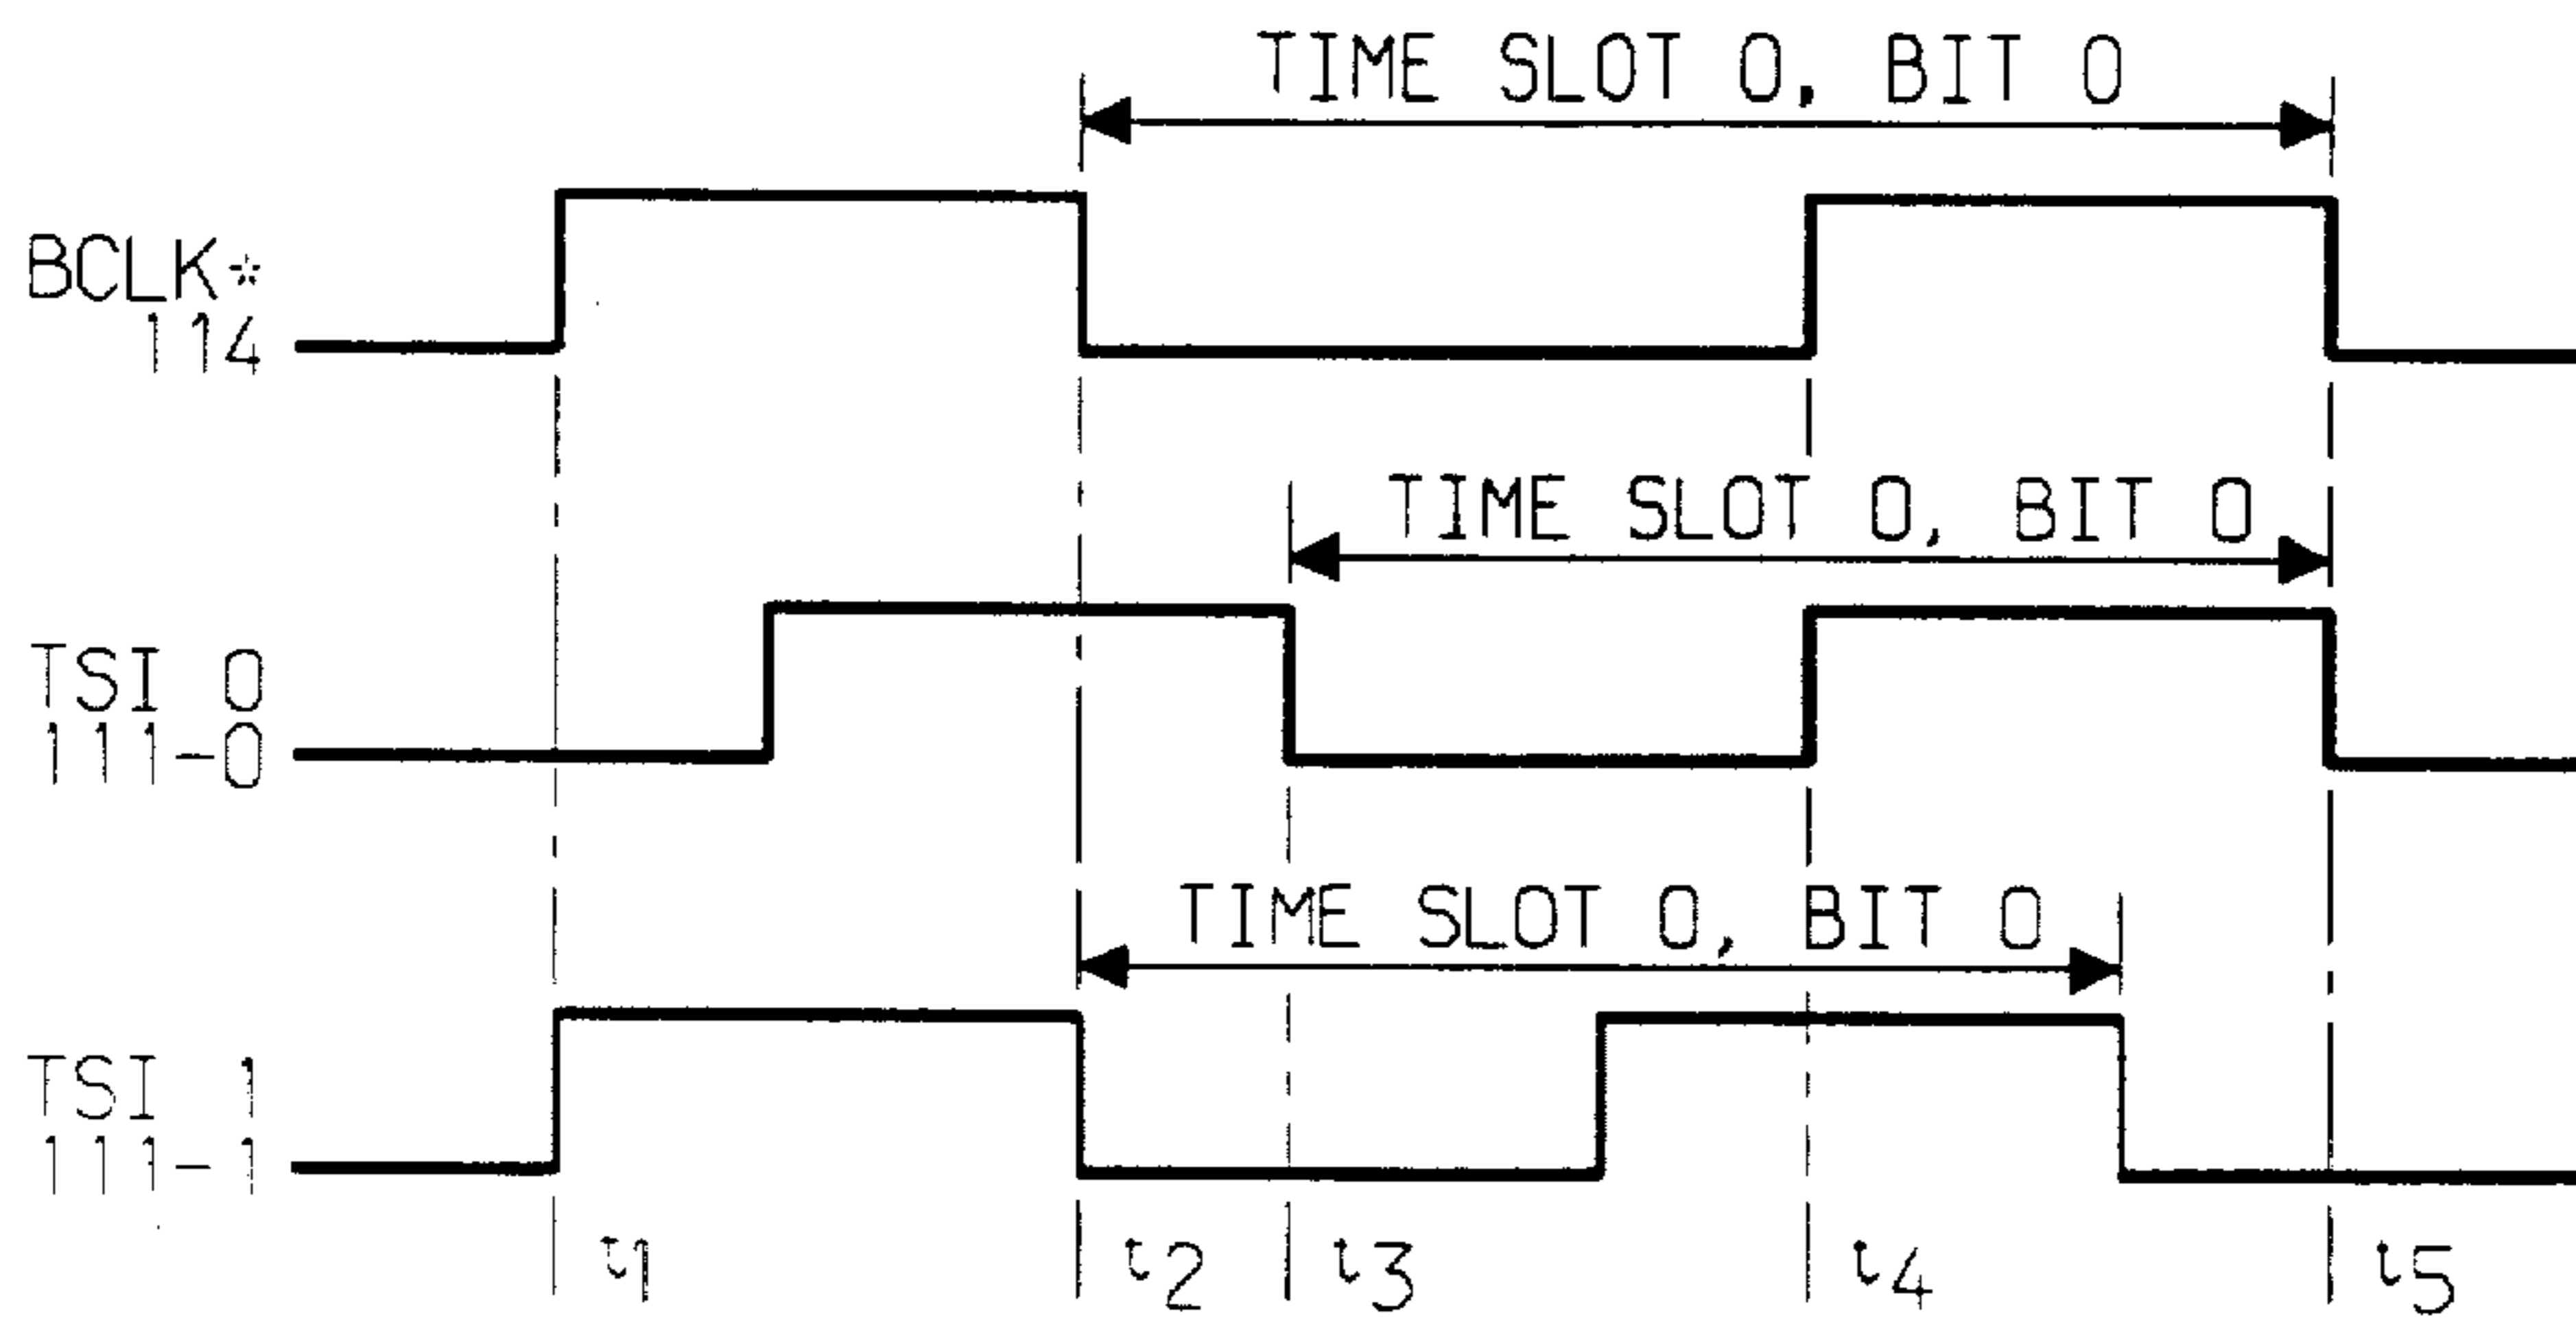 TIME SLOT 0, BIT 0
BCLK*
114
TIME SLOT 0, BIT 0
TSI 0
111-0
TIME SLOT 0, BIT 0
TSI 1
111-1
t1 t2 t3 t4 t5